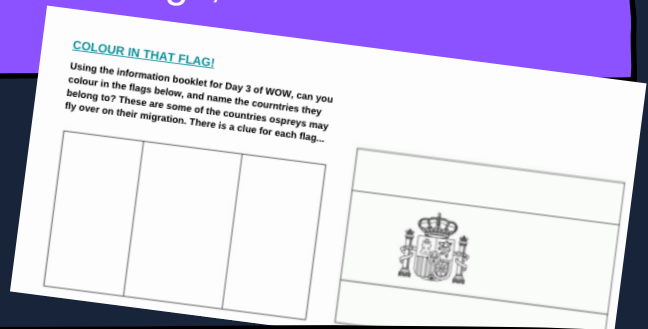 COLOUR IN THAT FLAG!
Using the information booklet for Day 3 of WOW, can you
colour in the flags below, and name the courntries they
belong to? These are some of the countries ospreys may
fly over on their migration. There is a clue for each flag...